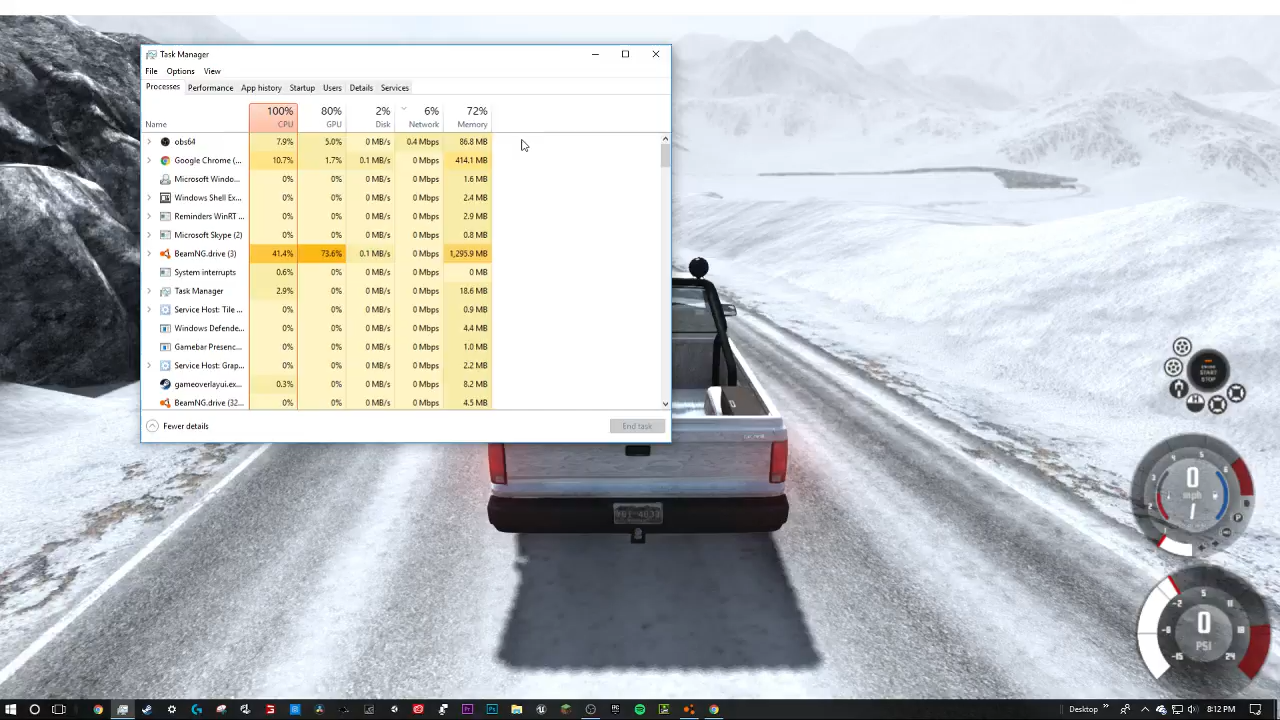 Task Manager
File Options View
Processes Performance App history Startup Users Details Services
100% 80% 2% 6% 72%
Name CPU GPU Disk Network Memory
obs64 7.9% 5.0% 0 MB/s 0.4 Mbps 86.8 MB
Google Chrome (... 10.7% 1.7% 0.1 MB/s 0 Mbps 414.1 MB
Microsoft Windo... 0% 0% 0 MB/s 0 Mbps 1.6 MB
Windows Shell Ex... 0% 0% 0 MB/s 0 Mbps 2.4 MB
Reminders WinRT ... 0% 0% 0 MB/s 0 Mbps 2.9 MB
Microsoft Skype (2) 0% 0% 0 MB/s 0 Mbps 0.8 MB
BeamNG.drive (3) 41.4% 73.6% 0.1 MB/s 0 Mbps 1,295.9 MB
System interrupts 0.6% 0% 0 MB/s 0 Mbps 0 MB
Task Manager 2.9% 0% 0 MB/s 0 Mbps 18.6 MB
Service Host: Tile ... 0% 0% 0 MB/s 0 Mbps 0.9 MB
Windows Defende... 0% 0% 0 MB/s 0 Mbps 4.4 MB
Gamebar Presenc... 0% 0% 0 MB/s 0 Mbps 1.0 MB
Service Host: Grap... 0% 0% 0 MB/s 0 Mbps 2.2 MB
gameoverlayui.ex... 0.3% 0% 0 MB/s 0 Mbps 8.2 MB
BeamNG.drive (32... 0% 0% 0 MB/s 0 Mbps 4.5 MB
Fewer details End task
START
STOP
0
mph
1
5
0
PSI
-15 24
Desktop 8:12 PM